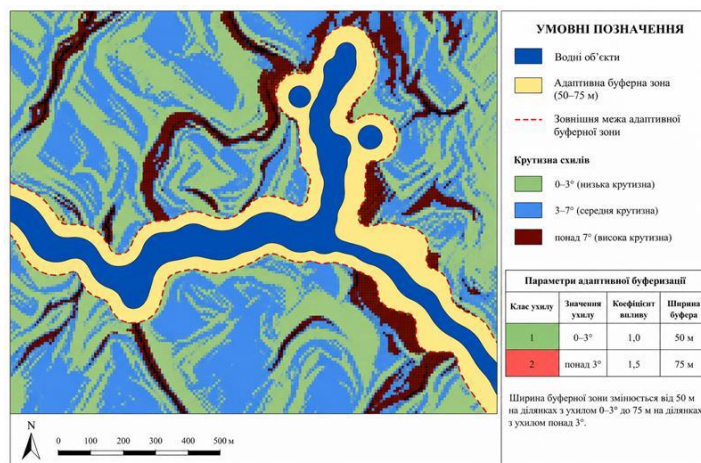 УМОВНІ ПОЗНАЧЕННЯ
Водні об'єкти
Адаптивна буферна зона
(50–75 м)
Зовнішня межа адаптивної
буферної зони
Крутизна схилів
0–3° (низька крутизна)
3–7° (середня крутизна)
понад 7° (висока крутизна)
Параметри адаптивної буферизації
Клас ухилу Значення ухилу Коефіцієнт впливу Ширина буфера
1 0–3° 1,0 50 м
2 понад 3° 1,5 75 м
Ширина буферної зони змінюється від 50 м
на ділянках з ухилом 0–3° до 75 м на ділянках
з ухилом понад 3°.
N
0 100 200 300 400 500 м